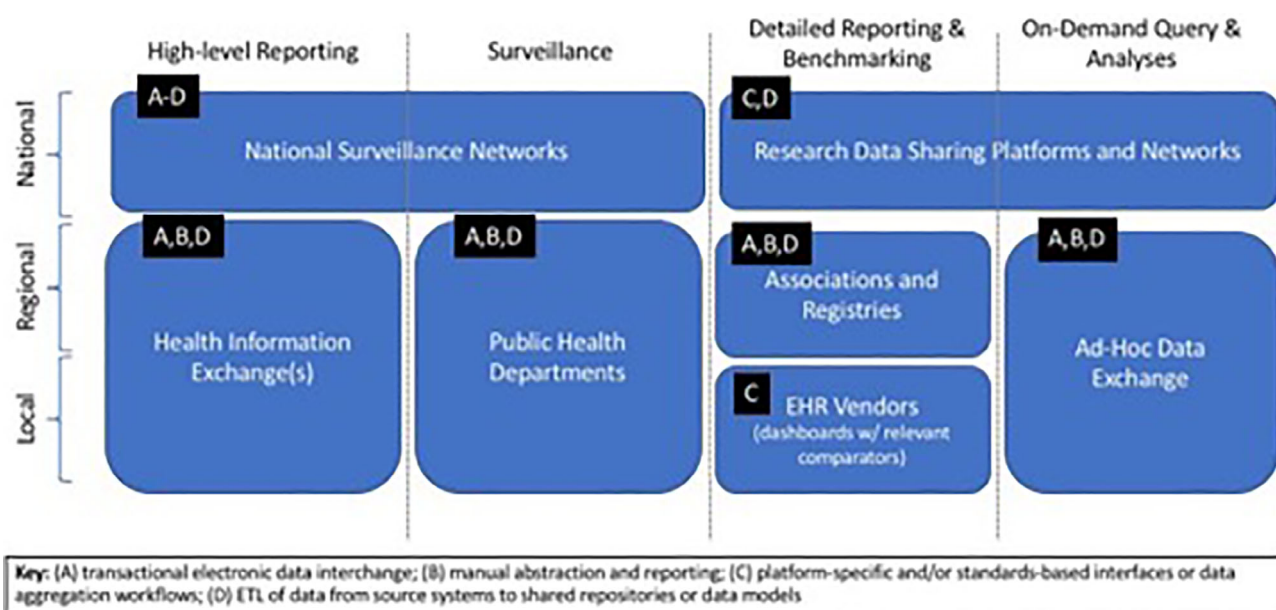 High-level Reporting
Surveillance
Detailed Reporting &
Benchmarking
On-Demand Query &
Analyses
National
A-D
National Surveillance Networks
C,D
Research Data Sharing Platforms and Networks
Regional
Local
A,B,D
Health Information
Exchange(s)
A,B,D
Public Health
Departments
A,B,D
Associations and
Registries
C
EHR Vendors
(dashboards w/ relevant
comparators)
A,B,D
Ad-Hoc Data
Exchange
Key: (A) transactional electronic data interchange; (B) manual abstraction and reporting; (C) platform-specific and/or standards-based interfaces or data
aggregation workflows; (D) ETL of data from source systems to shared repositories or data models